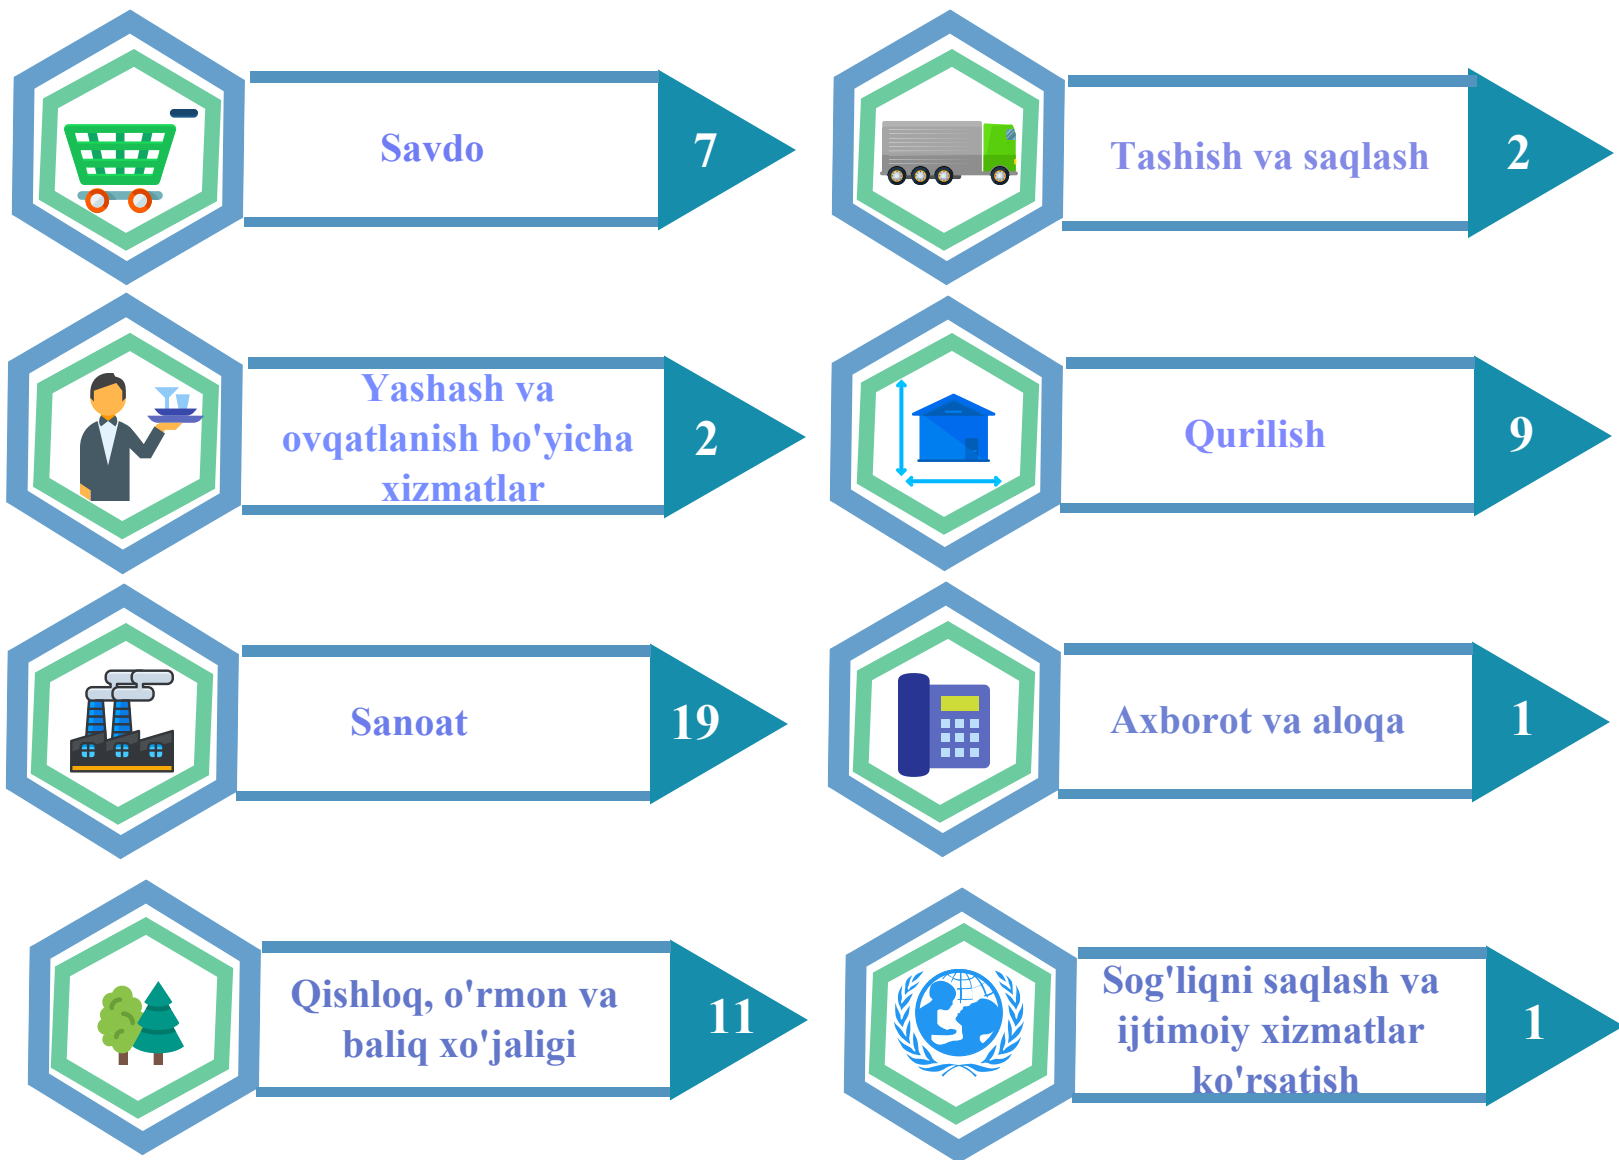 Savdo
7
Tashish va saqlash
2
Yashash va
ovqatlanish bo'yicha
xizmatlar
2
Qurilish
9
Sanoat
19
Axborot va aloqa
1
Qishloq, o'rmon va
baliq xo'jaligi
11
Sog'liqni saqlash va
ijtimoiy xizmatlar
ko'rsatish
1